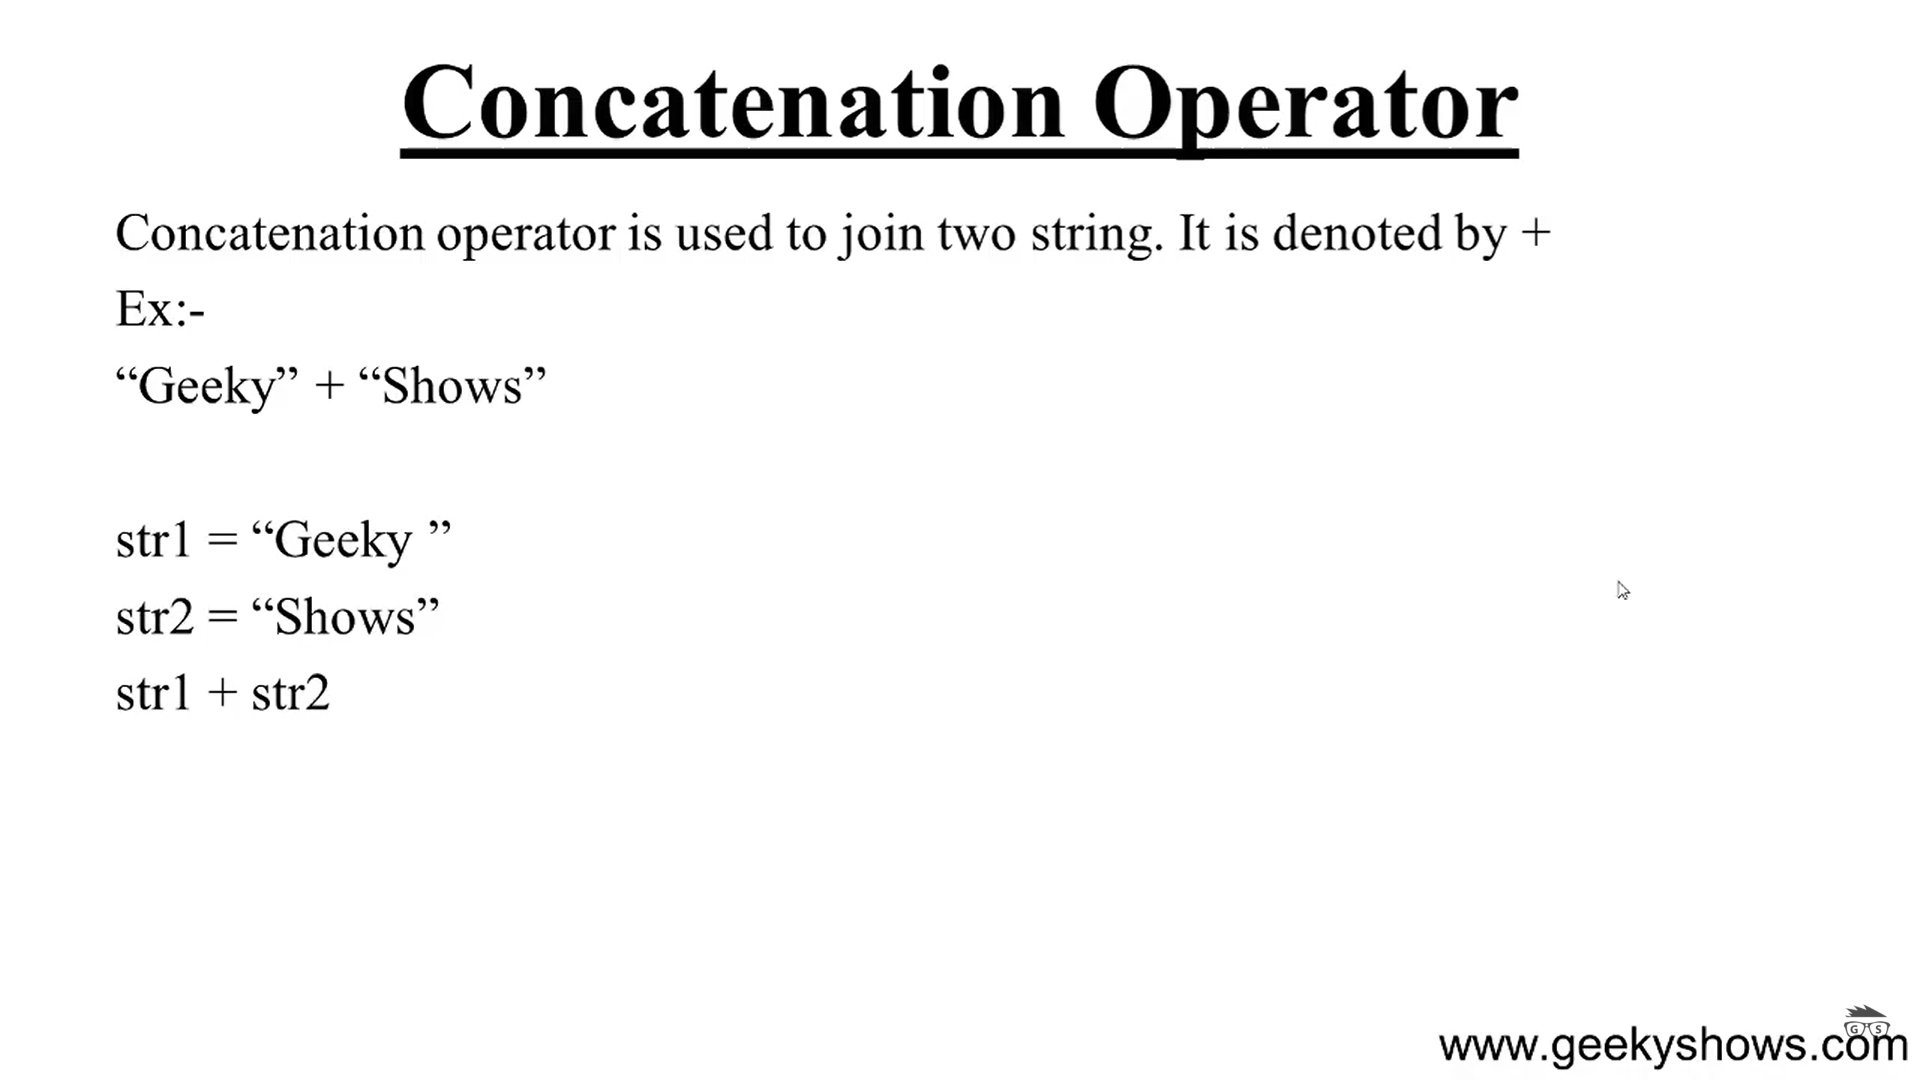 Concatenation Operator
Concatenation operator is used to join two string. It is denoted by +
Ex:-
“Geeky” + “Shows”
str1 = “Geeky ”
str2 = “Shows”
str1 + str2
G S
www.geekyshows.com